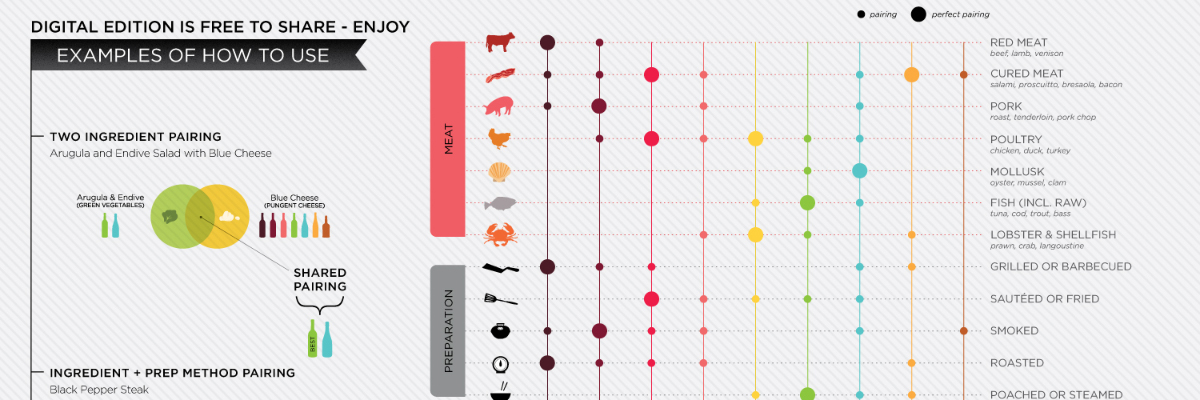 DIGITAL EDITION IS FREE TO SHARE - ENJOY
EXAMPLES OF HOW TO USE
TWO INGREDIENT PAIRING
Arugula and Endive Salad with Blue Cheese
Arugula & Endive
(GREEN VEGETABLES)
Blue Cheese
(PUNGENT CHEESE)
SHARED
PAIRING
BEST
INGREDIENT + PREP METHOD PAIRING
Black Pepper Steak
pairing
perfect pairing
MEAT
RED MEAT
beef, lamb, venison
CURED MEAT
salami, proscuitto, bresaola, bacon
PORK
roast, tenderloin, pork chop
POULTRY
chicken, duck, turkey
MOLLUSK
oyster, mussel, clam
FISH (INCL. RAW)
tuna, cod, trout, bass
LOBSTER & SHELLFISH
prawn, crab, langoustine
PREPARATION
GRILLED OR BARBECUED
SAUTÉED OR FRIED
SMOKED
ROASTED
POACHED OR STEAMED